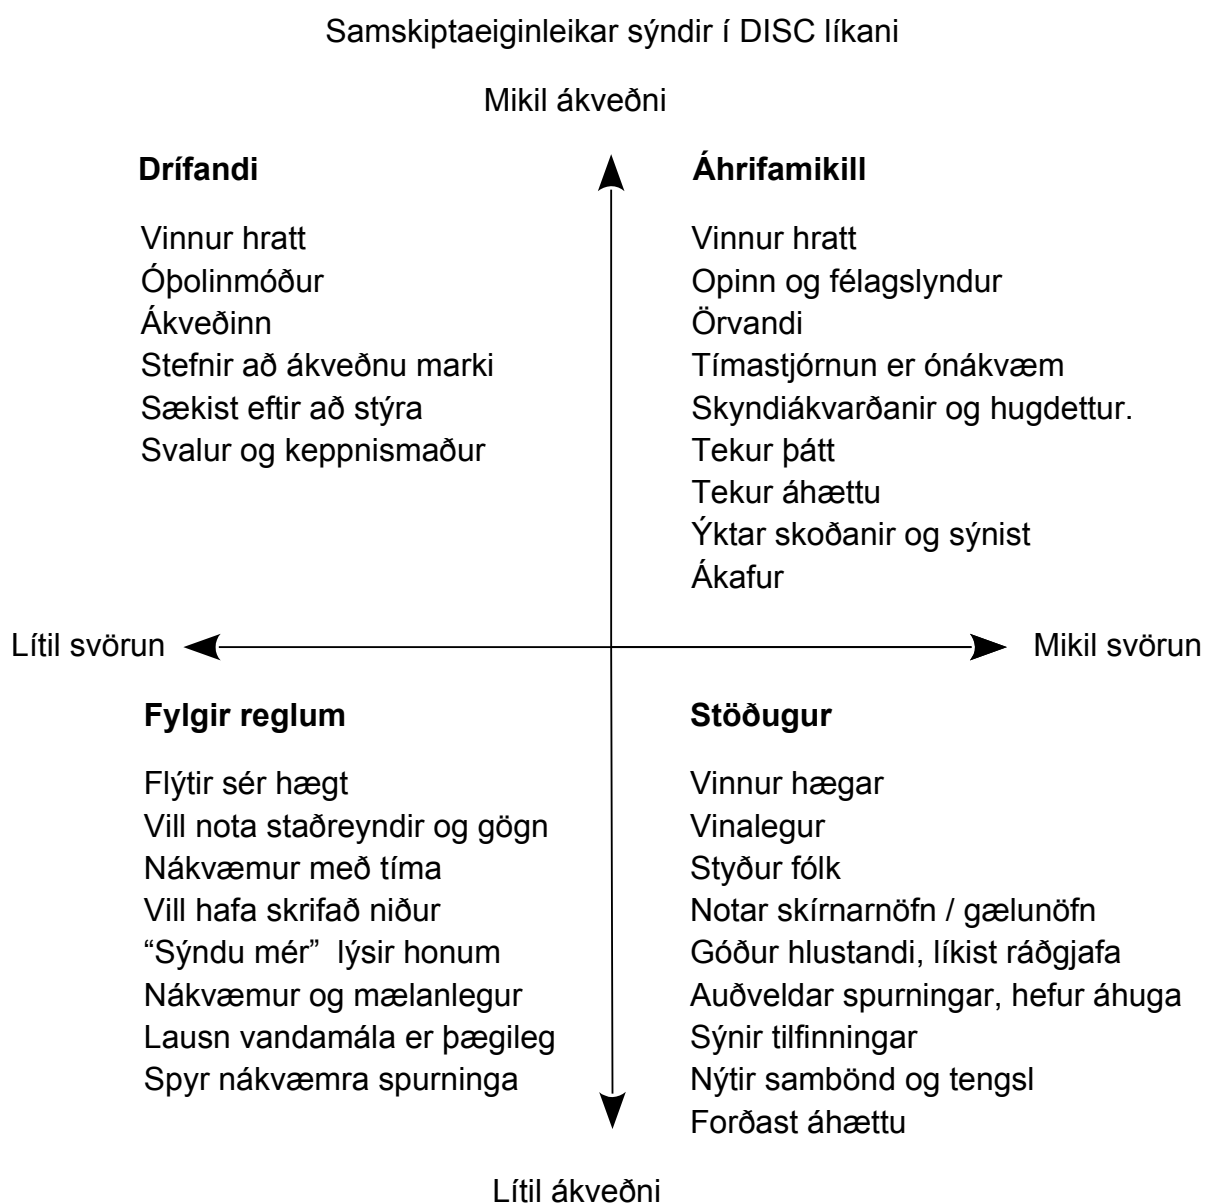 Samskiptaeiginleikar sýndir í DISC líkani
Mikil ákveðni
Drífandi
Vinnur hratt
Óþolinmóður
Ákveðinn
Stefnir að ákveðnu marki
Sækist eftir að stýra
Svalur og keppnismaður
Áhrifamikill
Vinnur hratt
Opinn og félagslyndur
Örvandi
Tímastjórnun er ónákvæm
Skyndiákvarðanir og hugdettur.
Tekur þátt
Tekur áhættu
Ýktar skoðanir og sýnist
Ákafur
Lítil svörun
Mikil svörun
Fylgir reglum
Flýtir sér hægt
Vill nota staðreyndir og gögn
Nákvæmur með tíma
Vill hafa skrifað niður
“Sýndu mér”  lýsir honum
Nákvæmur og mælanlegur
Lausn vandamála er þægileg
Spyr nákvæmra spurninga
Stöðugur
Vinnur hægar
Vinalegur
Styður fólk
Notar skírnarnöfn / gælunöfn
Góður hlustandi, líkist ráðgjafa
Auðveldar spurningar, hefur áhuga
Sýnir tilfinningar
Nýtir sambönd og tengsl
Forðast áhættu
Lítil ákveðni